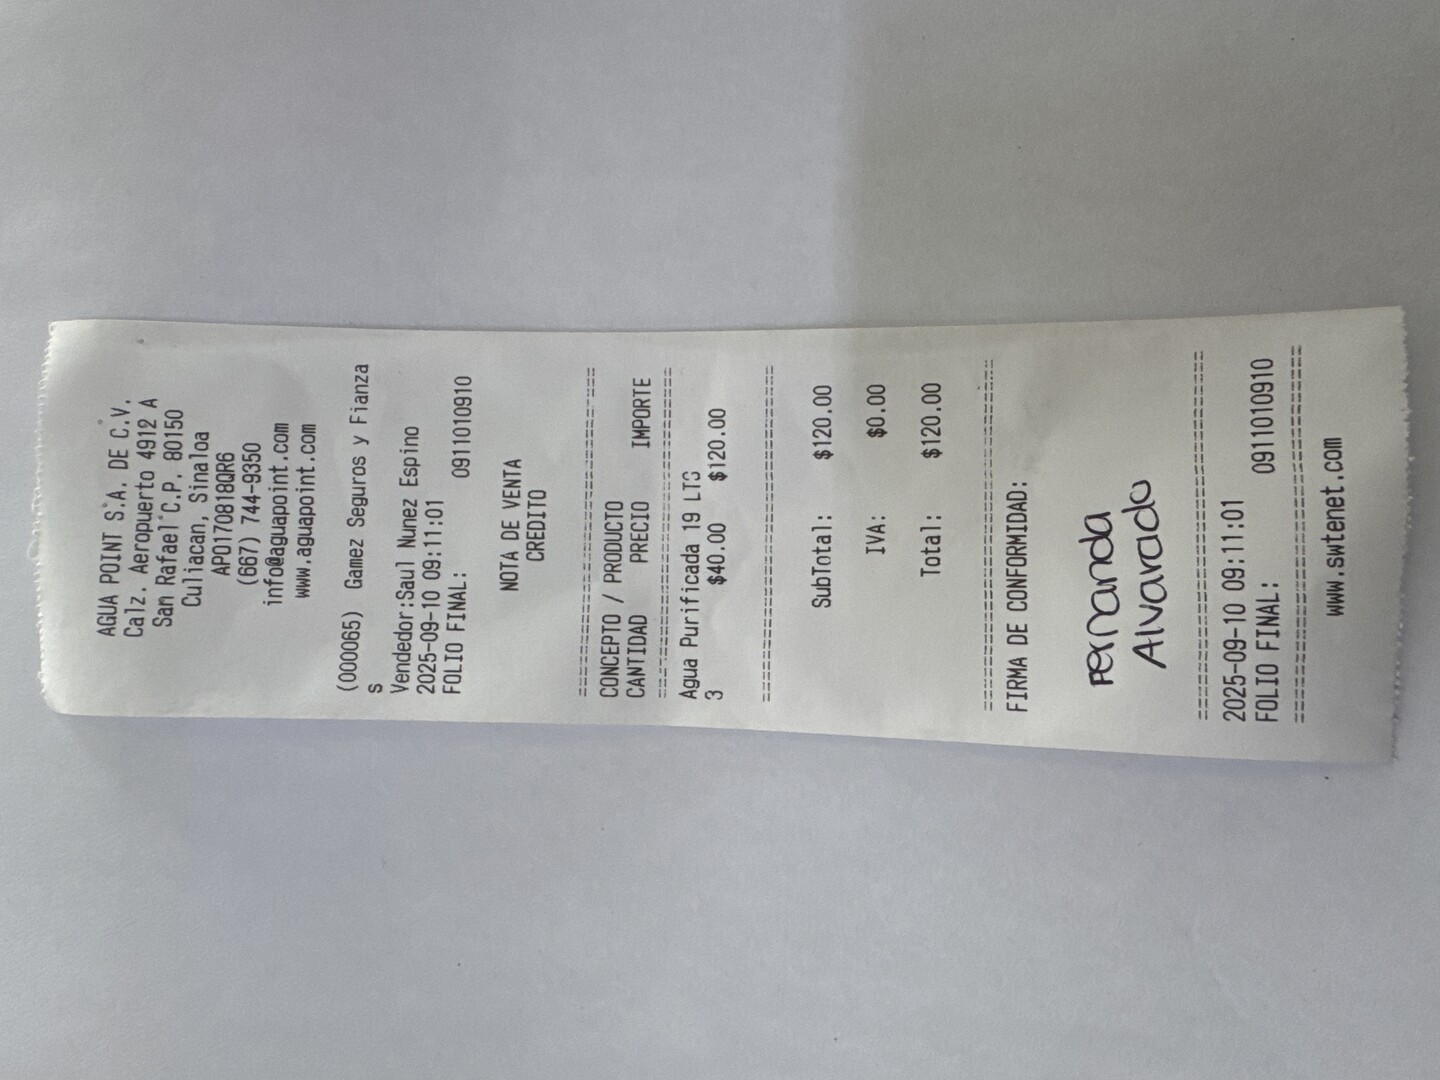 AGUA POINT S.A. DE C.V.
Calz. Aeropuerto 4912 A
San Rafael C.P. 80150
Culiacan, Sinaloa
APO170818QR6
(667) 744-9350
info@aguapoint.com
www.aguapoint.com
(000065) Gamez Seguros y Fianza
s
Vendedor:Saul Nunez Espino
2025-09-10 09:11:01
FOLIO FINAL: 0911010910
NOTA DE VENTA
CREDITO
CONCEPTO / PRODUCTO
CANTIDAD PRECIO IMPORTE
Agua Purificada 19 LTS
3 $40.00 $120.00
SubTotal: $120.00
IVA: $0.00
Total: $120.00
FIRMA DE CONFORMIDAD:
Fernanda
Alvarado
2025-09-10 09:11:01
FOLIO FINAL: 0911010910
www.swtenet.com